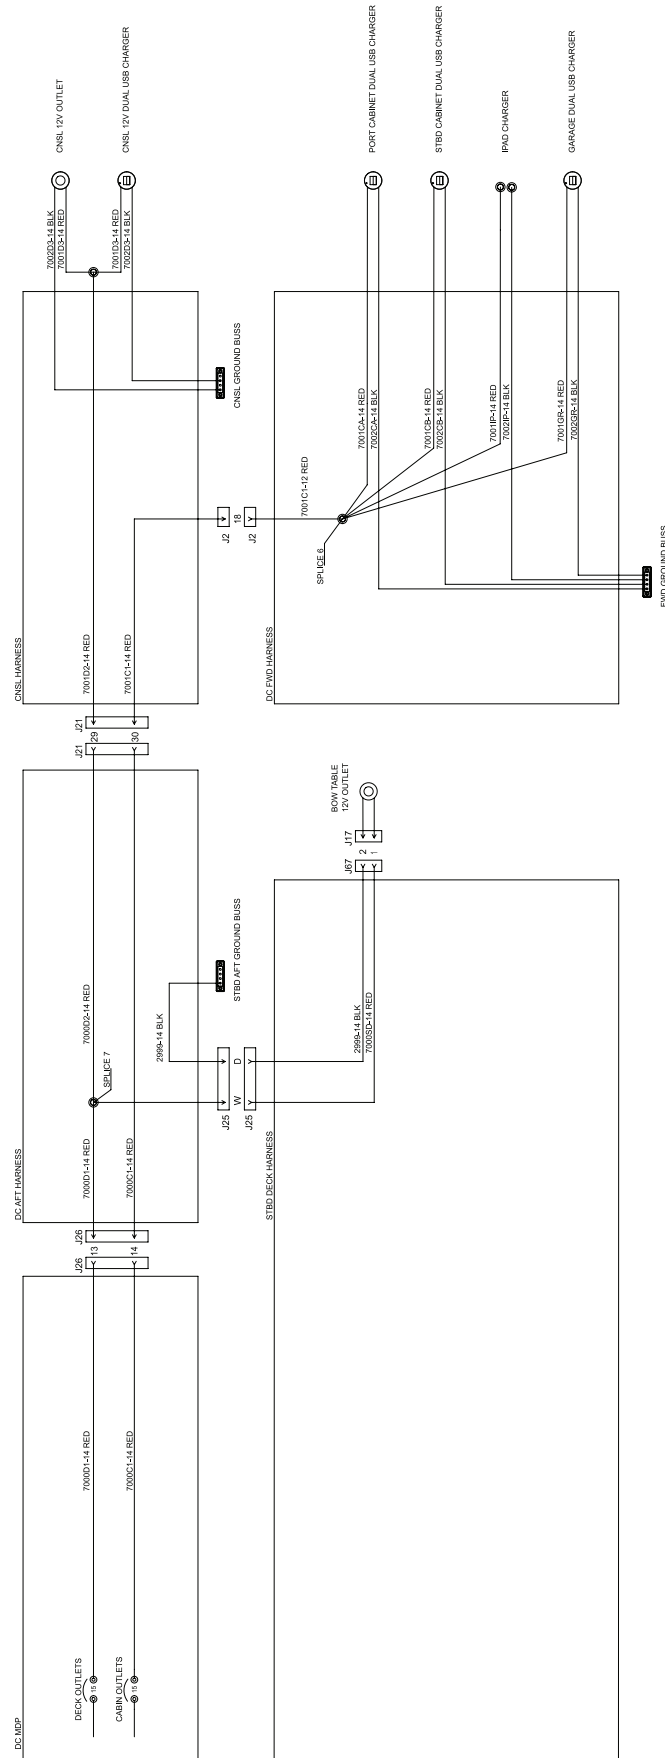 CNSL 12V OUTLET
CNSL 12V DUAL USB CHARGER
PORT CABINET DUAL USB CHARGER
STBD CABINET DUAL USB CHARGER
IPAD CHARGER
GARAGE DUAL USB CHARGER
7002D3-14 BLK
7001D3-14 RED
7001D3-14 RED
7002D3-14 BLK
CNSL GROUND BUSS
7001CA-14 RED
7002CA-14 BLK
7001CB-14 RED
7002CB-14 BLK
7001IP-14 RED
7002IP-14 BLK
7001GR-14 RED
7002GR-14 BLK
7001C1-12 RED
J2
18
J2
SPLICE 6
FWD GROUND BUSS
CNSL HARNESS
7001D2-14 RED
7001C1-14 RED
DC FWD HARNESS
J21
29
30
J21
BOW TABLE
12V OUTLET
J17
2
1
J67
DC AFT HARNESS
7000D2-14 RED
SPLICE 7
2999-14 BLK
STBD AFT GROUND BUSS
J25
W
D
J25
2999-14 BLK
7000SD-14 RED
STBD DECK HARNESS
7000D1-14 RED
7000C1-14 RED
J26
13
14
J26
DC MDP
7000D1-14 RED
7000C1-14 RED
DECK OUTLETS
15
CABIN OUTLETS
15